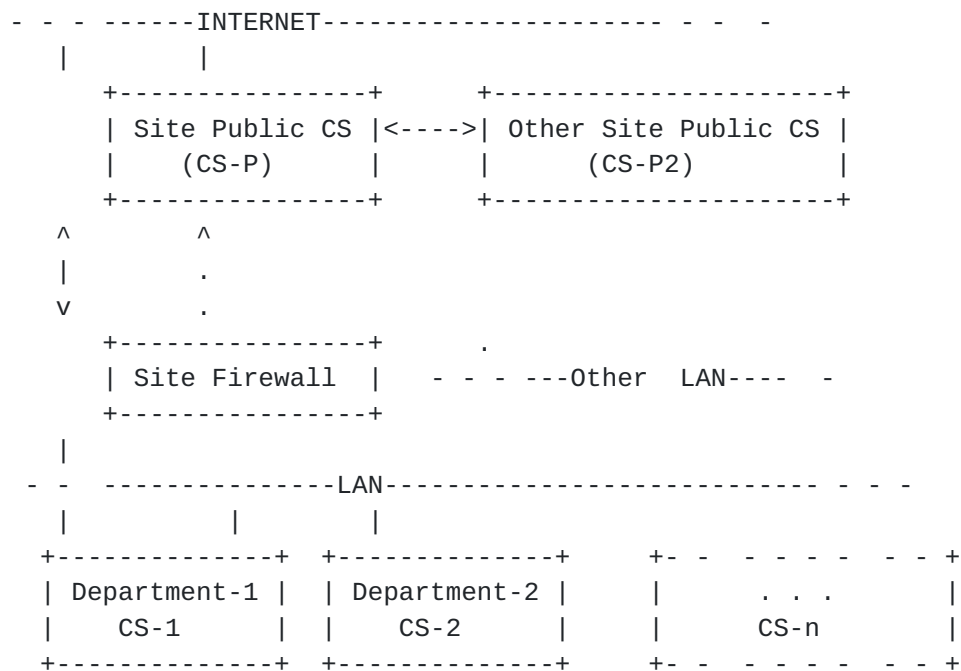 - - - ------INTERNET---------------------- - -  -
   |        |
      +----------------+      +----------------------+
      | Site Public CS |<---->| Other Site Public CS |
      |    (CS-P)      |      |      (CS-P2)         |
      +----------------+      +----------------------+
   ^        ^
   |        .
   v        .
      +----------------+      .
      | Site Firewall  |   - - - ---Other  LAN----  -
      +----------------+
   |
 - -  ---------------LAN---------------------------- - - -
   |          |        |
  +--------------+  +--------------+     +- -  - - - -  - - +
  | Department-1 |  | Department-2 |     |      . . .       |
  |    CS-1      |  |    CS-2      |     |      CS-n        |
  +--------------+  +--------------+     +- -  - - - -  - - +